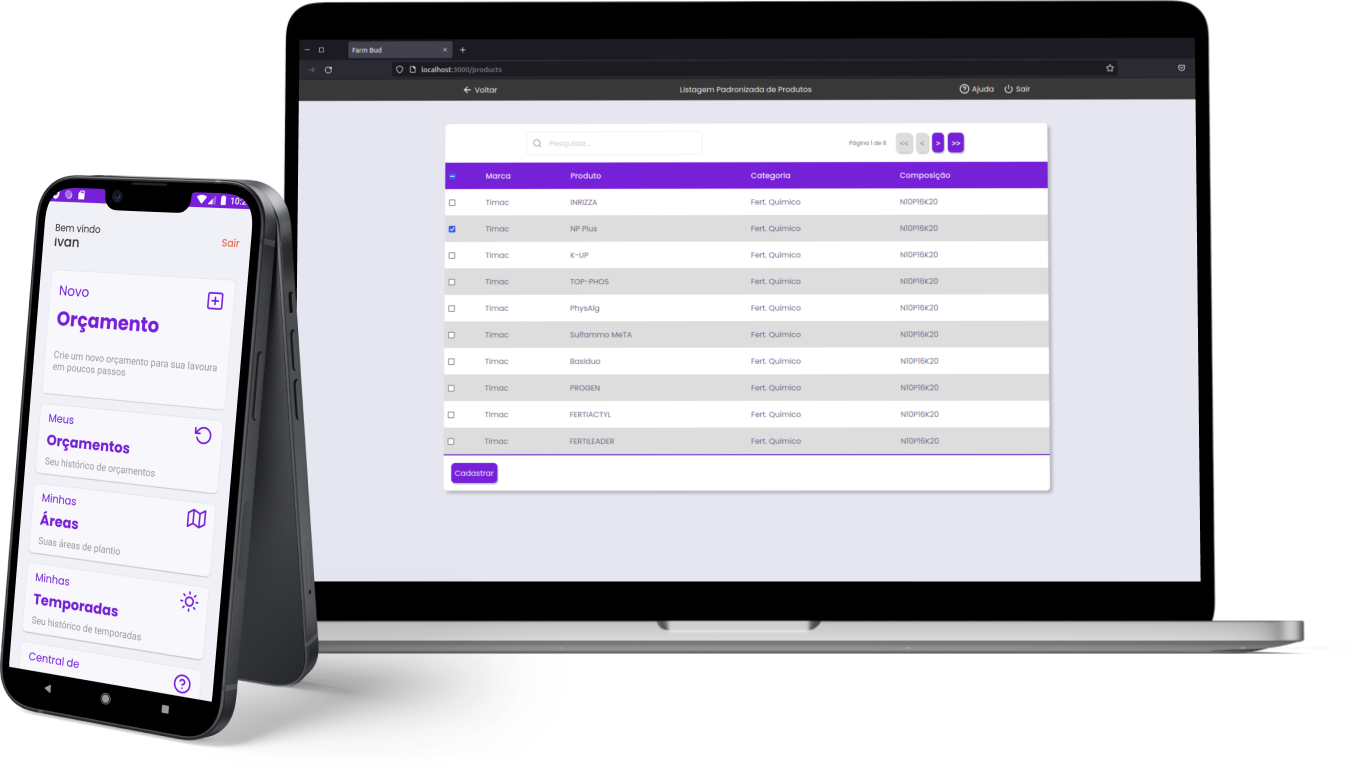 Farm Bud
localhost:3000/products
Voltar
Listagem Padronizada de Produtos
Ajuda
Sair
Pesquisar...
Página 1 de 9
<<
<
>
>>
Marca Produto Categoria Composição
Timac INRIZZA Fert. Químico N10P16K20
Timac NP Plus Fert. Químico N10P16K20
Timac K-UP Fert. Químico N10P16K20
Timac TOP-PHOS Fert. Químico N10P16K20
Timac PhysAlg Fert. Químico N10P16K20
Timac Sulfammo MeTA Fert. Químico N10P16K20
Timac Basiduo Fert. Químico N10P16K20
Timac PROGEN Fert. Químico N10P16K20
Timac FERTIACTYL Fert. Químico N10P16K20
Timac FERTILEADER Fert. Químico N10P16K20
Cadastrar
Bem vindo
ivan
Sair
Novo
Orçamento
Crie um novo orçamento para sua lavoura
em poucos passos
Meus
Orçamentos
Seu histórico de orçamentos
Minhas
Áreas
Suas áreas de plantio
Minhas
Temporadas
Seu histórico de temporadas
Central de